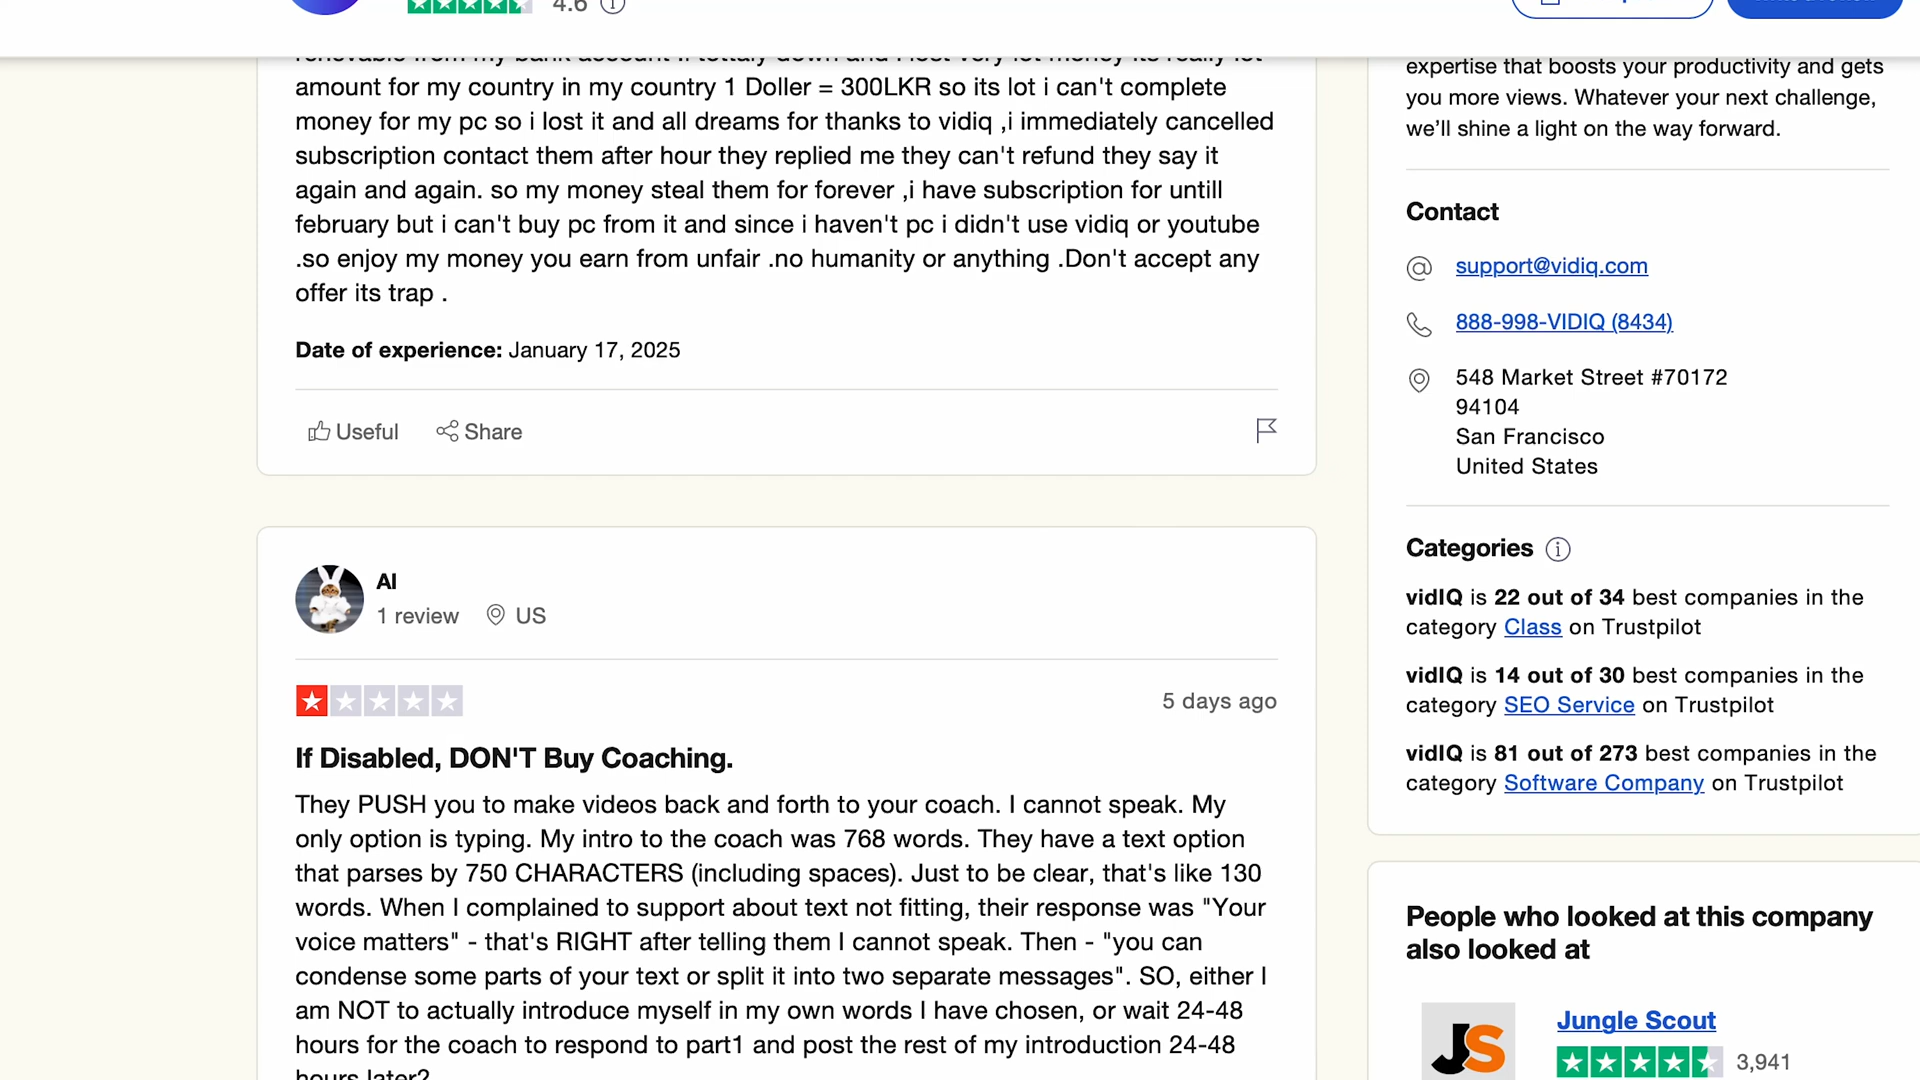 4.6
amount for my country in my country 1 Doller = 300LKR so its lot i can't complete
money for my pc so i lost it and all dreams for thanks to vidiq ,i immediately cancelled
subscription contact them after hour they replied me they can't refund they say it
again and again. so my money steal them for forever ,i have subscription for untill
february but i can't buy pc from it and since i haven't pc i didn't use vidiq or youtube
.so enjoy my money you earn from unfair .no humanity or anything .Don't accept any
offer its trap .
Date of experience: January 17, 2025
Useful
Share
AI
1 review
US
5 days ago
If Disabled, DON'T Buy Coaching.
They PUSH you to make videos back and forth to your coach. I cannot speak. My
only option is typing. My intro to the coach was 768 words. They have a text option
that parses by 750 CHARACTERS (including spaces). Just to be clear, that's like 130
words. When I complained to support about text not fitting, their response was "Your
voice matters" - that's RIGHT after telling them I cannot speak. Then - "you can
condense some parts of your text or split it into two separate messages". SO, either I
am NOT to actually introduce myself in my own words I have chosen, or wait 24-48
hours for the coach to respond to part1 and post the rest of my introduction 24-48
hours later?
expertise that boosts your productivity and gets
you more views. Whatever your next challenge,
we'll shine a light on the way forward.
Contact
support@vidiq.com
888-998-VIDIQ (8434)
548 Market Street #70172
94104
San Francisco
United States
Categories
vidIQ is 22 out of 34 best companies in the
category Class on Trustpilot
vidIQ is 14 out of 30 best companies in the
category SEO Service on Trustpilot
vidIQ is 81 out of 273 best companies in the
category Software Company on Trustpilot
People who looked at this company
also looked at
JS
Jungle Scout
3,941